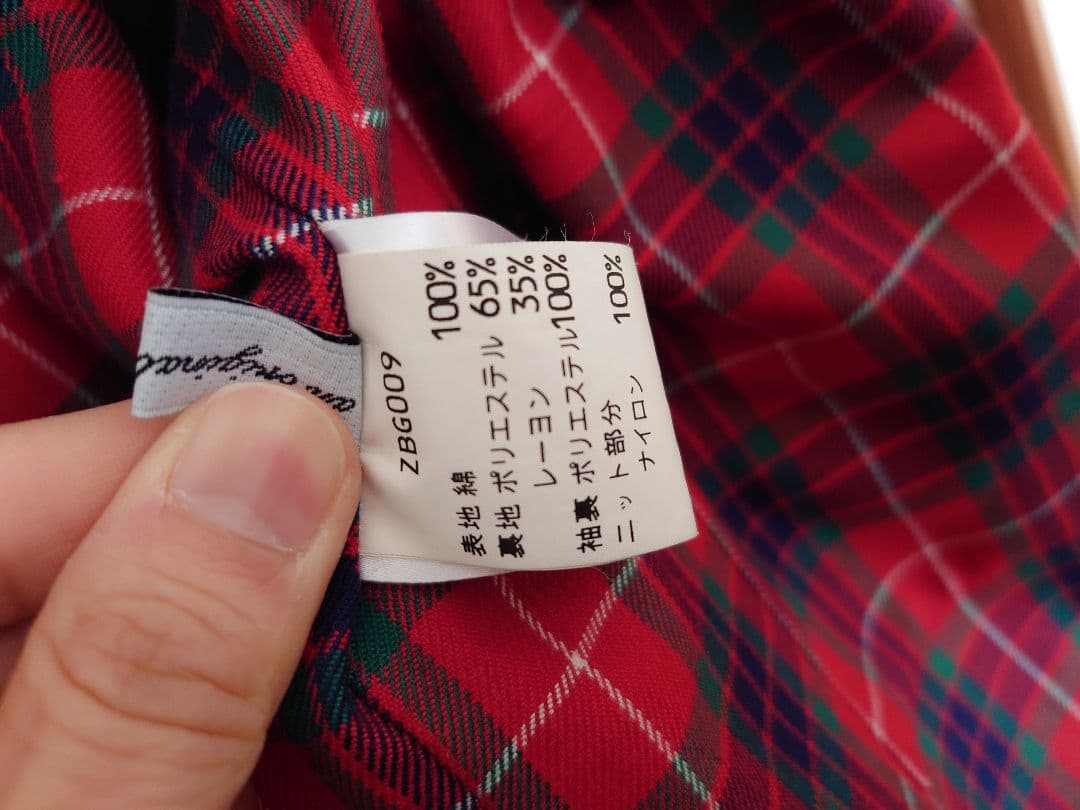 ZBG009
表地 綿 100%
裏地 ポリエステル 65%
レーヨン 35%
袖裏 ポリエステル100%
ニット部分
ナイロン 100%
original